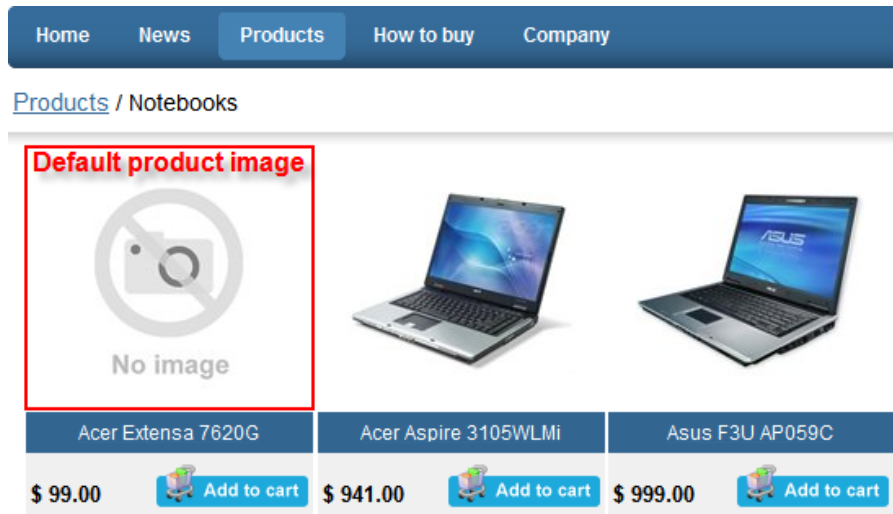 Home News Products How to buy Company
Products / Notebooks
Default product image
No image
ASUS
Acer Extensa 7620G Acer Aspire 3105WLMi Asus F3U AP059C
$ 99.00 Add to cart $ 941.00 Add to cart $ 999.00 Add to cart